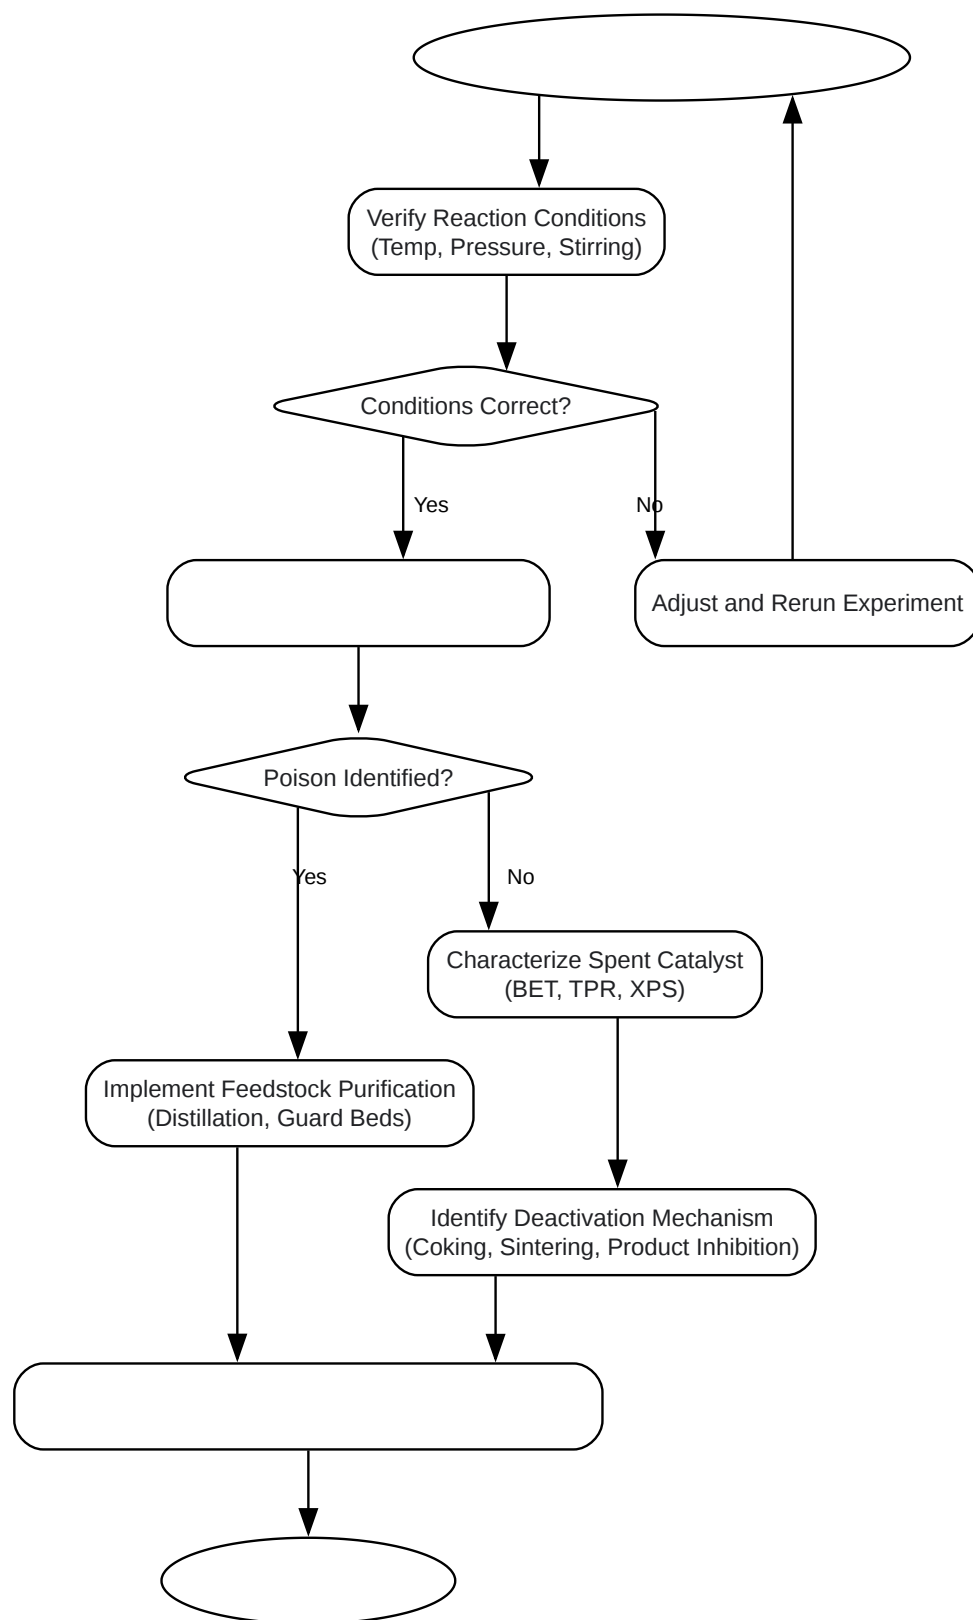 Verify Reaction Conditions
(Temp, Pressure, Stirring)
Conditions Correct?
Yes
No
Adjust and Rerun Experiment
Poison Identified?
Yes
No
Characterize Spent Catalyst
(BET, TPR, XPS)
Implement Feedstock Purification
(Distillation, Guard Beds)
Identify Deactivation Mechanism
(Coking, Sintering, Product Inhibition)